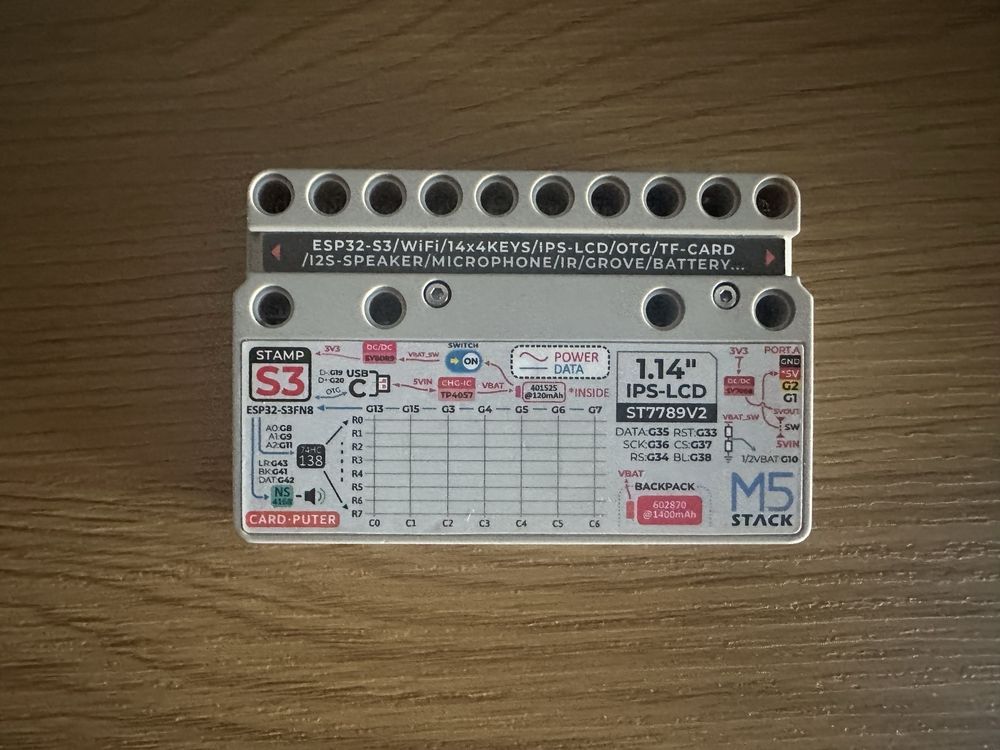 ESP32-S3/WiFi/14x4KEYS/IPS-LCD/OTG/TF-CARD
/I2S-SPEAKER/MICROPHONE/IR/GROVE/BATTERY...
STAMP
S3
ESP32-S3FN8
3V3
DC/DC
SY8089
VBAT_SW
SWITCH
ON
D-:G19
D+:G20
OTG
USB
C
5VIN
CHG-IC
TP4057
VBAT
401525
@120mAh
*INSIDE
POWER
DATA
G13 G15 G3 G4 G5 G6 G7
A0:G8
A1:G9
A2:G11
74HC
138
LR:G43
BK:G41
DAT:G42
NS
4168
CARD·PUTER
R0
R1
R2
R3
R4
R5
R6
R7
C0 C1 C2 C3 C4 C5 C6
1.14"
IPS-LCD
ST7789V2
DATA:G35 RST:G33
SCK:G36 CS:G37
RS:G34 BL:G38
VBAT
BACKPACK
602870
@1400mAh
3V3
DC/DC
PORT.A
GND
*5V
G2
G1
5VOUT
SW
5VIN
VBAT_SW
1/2VBAT:G10
M5
STACK